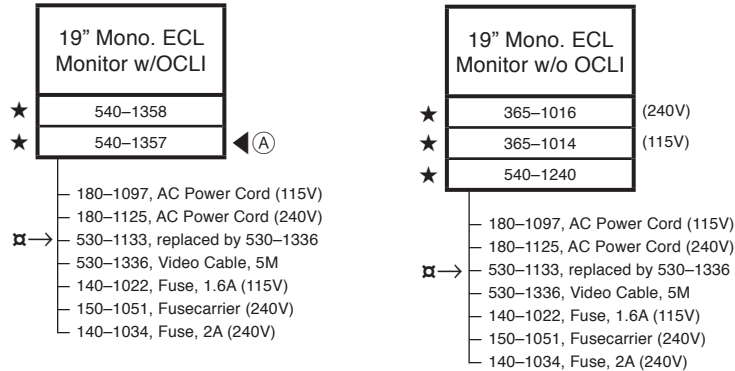 19” Mono. ECL
Monitor w/OCLI
★ 540–1358
★ 540–1357 ◀ Ⓐ
180–1097, AC Power Cord (115V)
180–1125, AC Power Cord (240V)
¤→ 530–1133, replaced by 530–1336
530–1336, Video Cable, 5M
140–1022, Fuse, 1.6A (115V)
150–1051, Fusecarrier (240V)
140–1034, Fuse, 2A (240V)
19” Mono. ECL
Monitor w/o OCLI
★ 365–1016 (240V)
★ 365–1014 (115V)
★ 540–1240
180–1097, AC Power Cord (115V)
180–1125, AC Power Cord (240V)
¤→ 530–1133, replaced by 530–1336
530–1336, Video Cable, 5M
140–1022, Fuse, 1.6A (115V)
150–1051, Fusecarrier (240V)
140–1034, Fuse, 2A (240V)